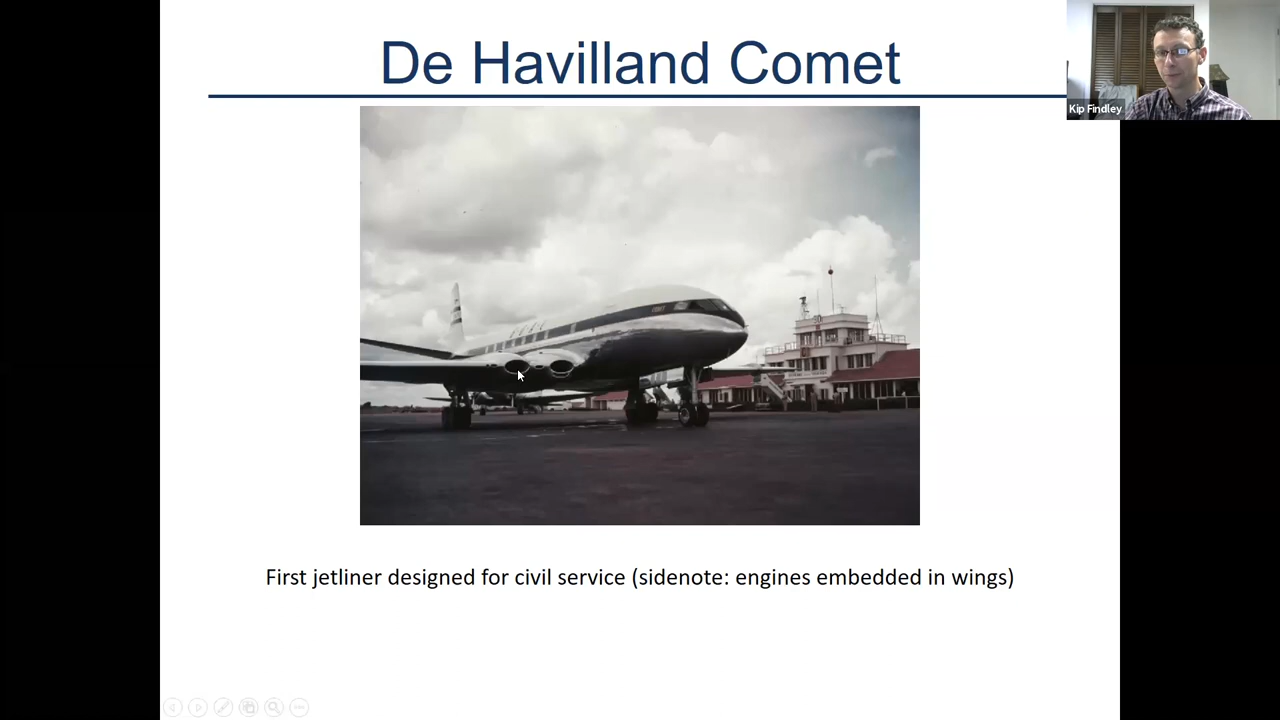 De Havilland Comet
Kip Findley
First jetliner designed for civil service (sidenote: engines embedded in wings)